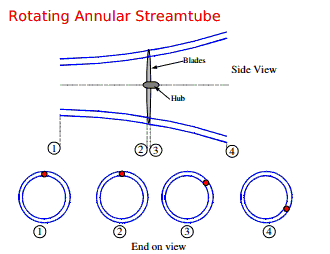 Rotating Annular Streamtube
Blades
Side View
Hub
1 2 3 4
1 2 3 4
End on view